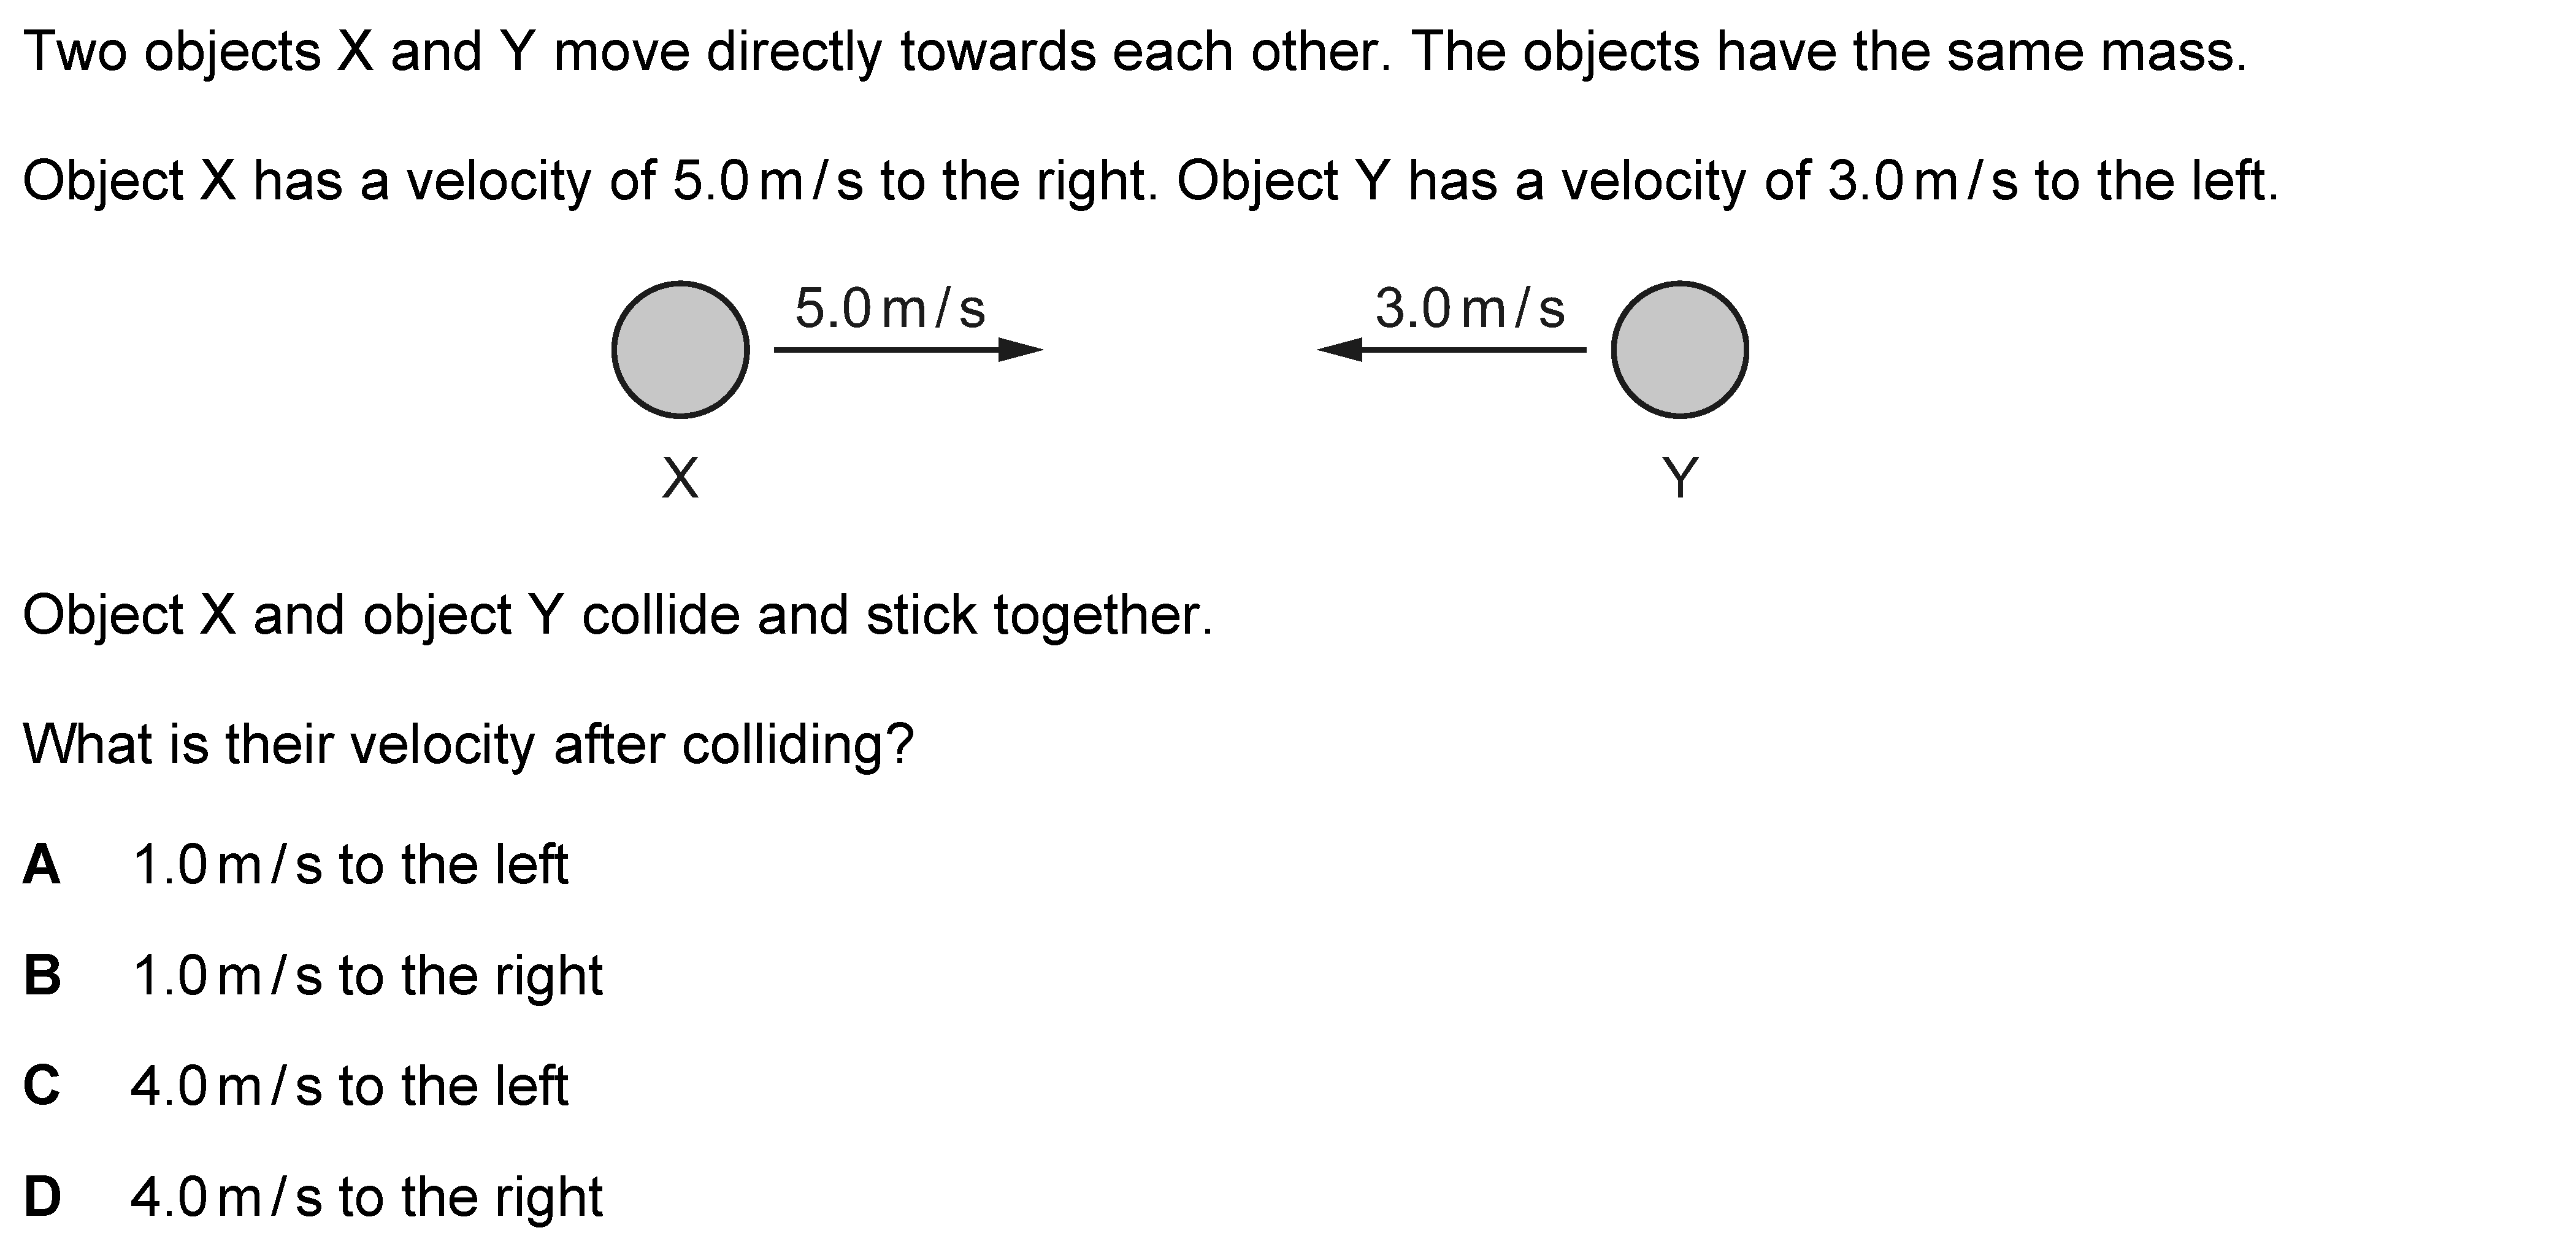 Two objects X and Y move directly towards each other. The objects have the same mass.
Object X has a velocity of 5.0 m / s to the right. Object Y has a velocity of 3.0 m / s to the left.
5.0 m / s
3.0 m / s
X
Y
Object X and object Y collide and stick together.
What is their velocity after colliding?
A 1.0 m / s to the left
B 1.0 m / s to the right
C 4.0 m / s to the left
D 4.0 m / s to the right